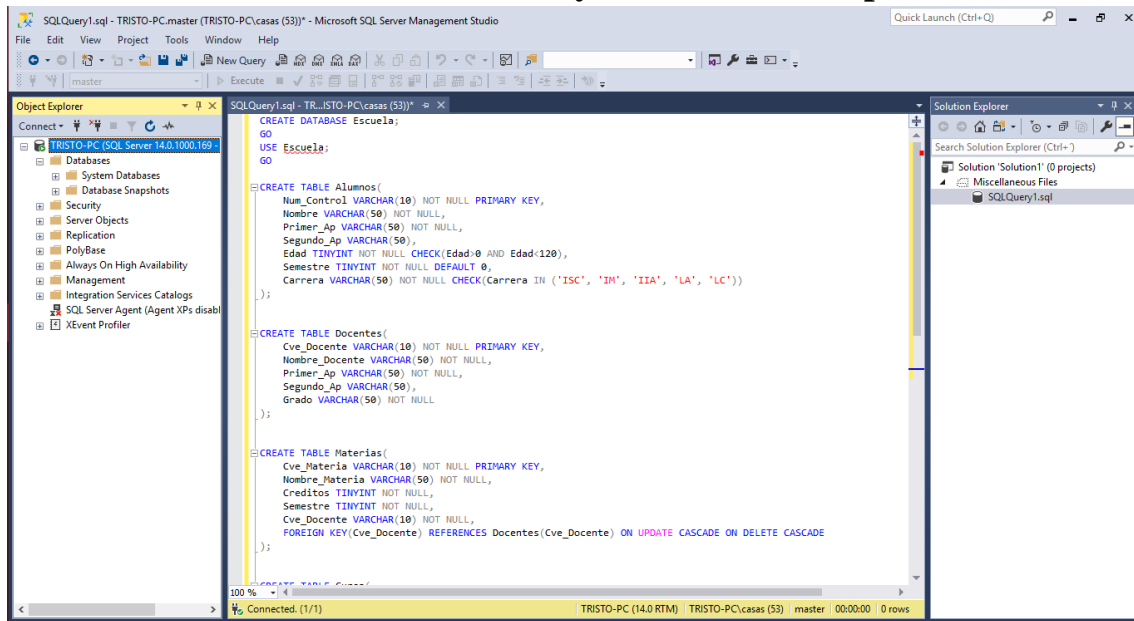 SQLQuery1.sql - TRISTO-PC.master (TRISTO-PC\casas (53))* - Microsoft SQL Server Management Studio
Quick Launch (Ctrl+Q)
File Edit View Project Tools Window Help
New Query MDX DMX XMLA DAX
master Execute
Object Explorer
Connect
TRISTO-PC (SQL Server 14.0.1000.169 -
Databases
System Databases
Database Snapshots
Security
Server Objects
Replication
PolyBase
Always On High Availability
Management
Integration Services Catalogs
SQL Server Agent (Agent XPs disabl
XEvent Profiler
SQLQuery1.sql - TR...ISTO-PC\casas (53))*
CREATE DATABASE Escuela;
GO
USE Escuela;
GO
CREATE TABLE Alumnos(
Num_Control VARCHAR(10) NOT NULL PRIMARY KEY,
Nombre VARCHAR(50) NOT NULL,
Primer_Ap VARCHAR(50) NOT NULL,
Segundo_Ap VARCHAR(50),
Edad TINYINT NOT NULL CHECK(Edad>0 AND Edad<120),
Semestre TINYINT NOT NULL DEFAULT 0,
Carrera VARCHAR(50) NOT NULL CHECK(Carrera IN ('ISC', 'IM', 'IIA', 'LA', 'LC'))
);
CREATE TABLE Docentes(
Cve_Docente VARCHAR(10) NOT NULL PRIMARY KEY,
Nombre_Docente VARCHAR(50) NOT NULL,
Primer_Ap VARCHAR(50) NOT NULL,
Segundo_Ap VARCHAR(50),
Grado VARCHAR(50) NOT NULL
);
CREATE TABLE Materias(
Cve_Materia VARCHAR(10) NOT NULL PRIMARY KEY,
Nombre_Materia VARCHAR(50) NOT NULL,
Creditos TINYINT NOT NULL,
Semestre TINYINT NOT NULL,
Cve_Docente VARCHAR(10) NOT NULL,
FOREIGN KEY(Cve_Docente) REFERENCES Docentes(Cve_Docente) ON UPDATE CASCADE ON DELETE CASCADE
);
100 %
Connected. (1/1)
TRISTO-PC (14.0 RTM) TRISTO-PC\casas (53) master 00:00:00 0 rows
Solution Explorer
Search Solution Explorer (Ctrl+´)
Solution 'Solution1' (0 projects)
Miscellaneous Files
SQLQuery1.sql